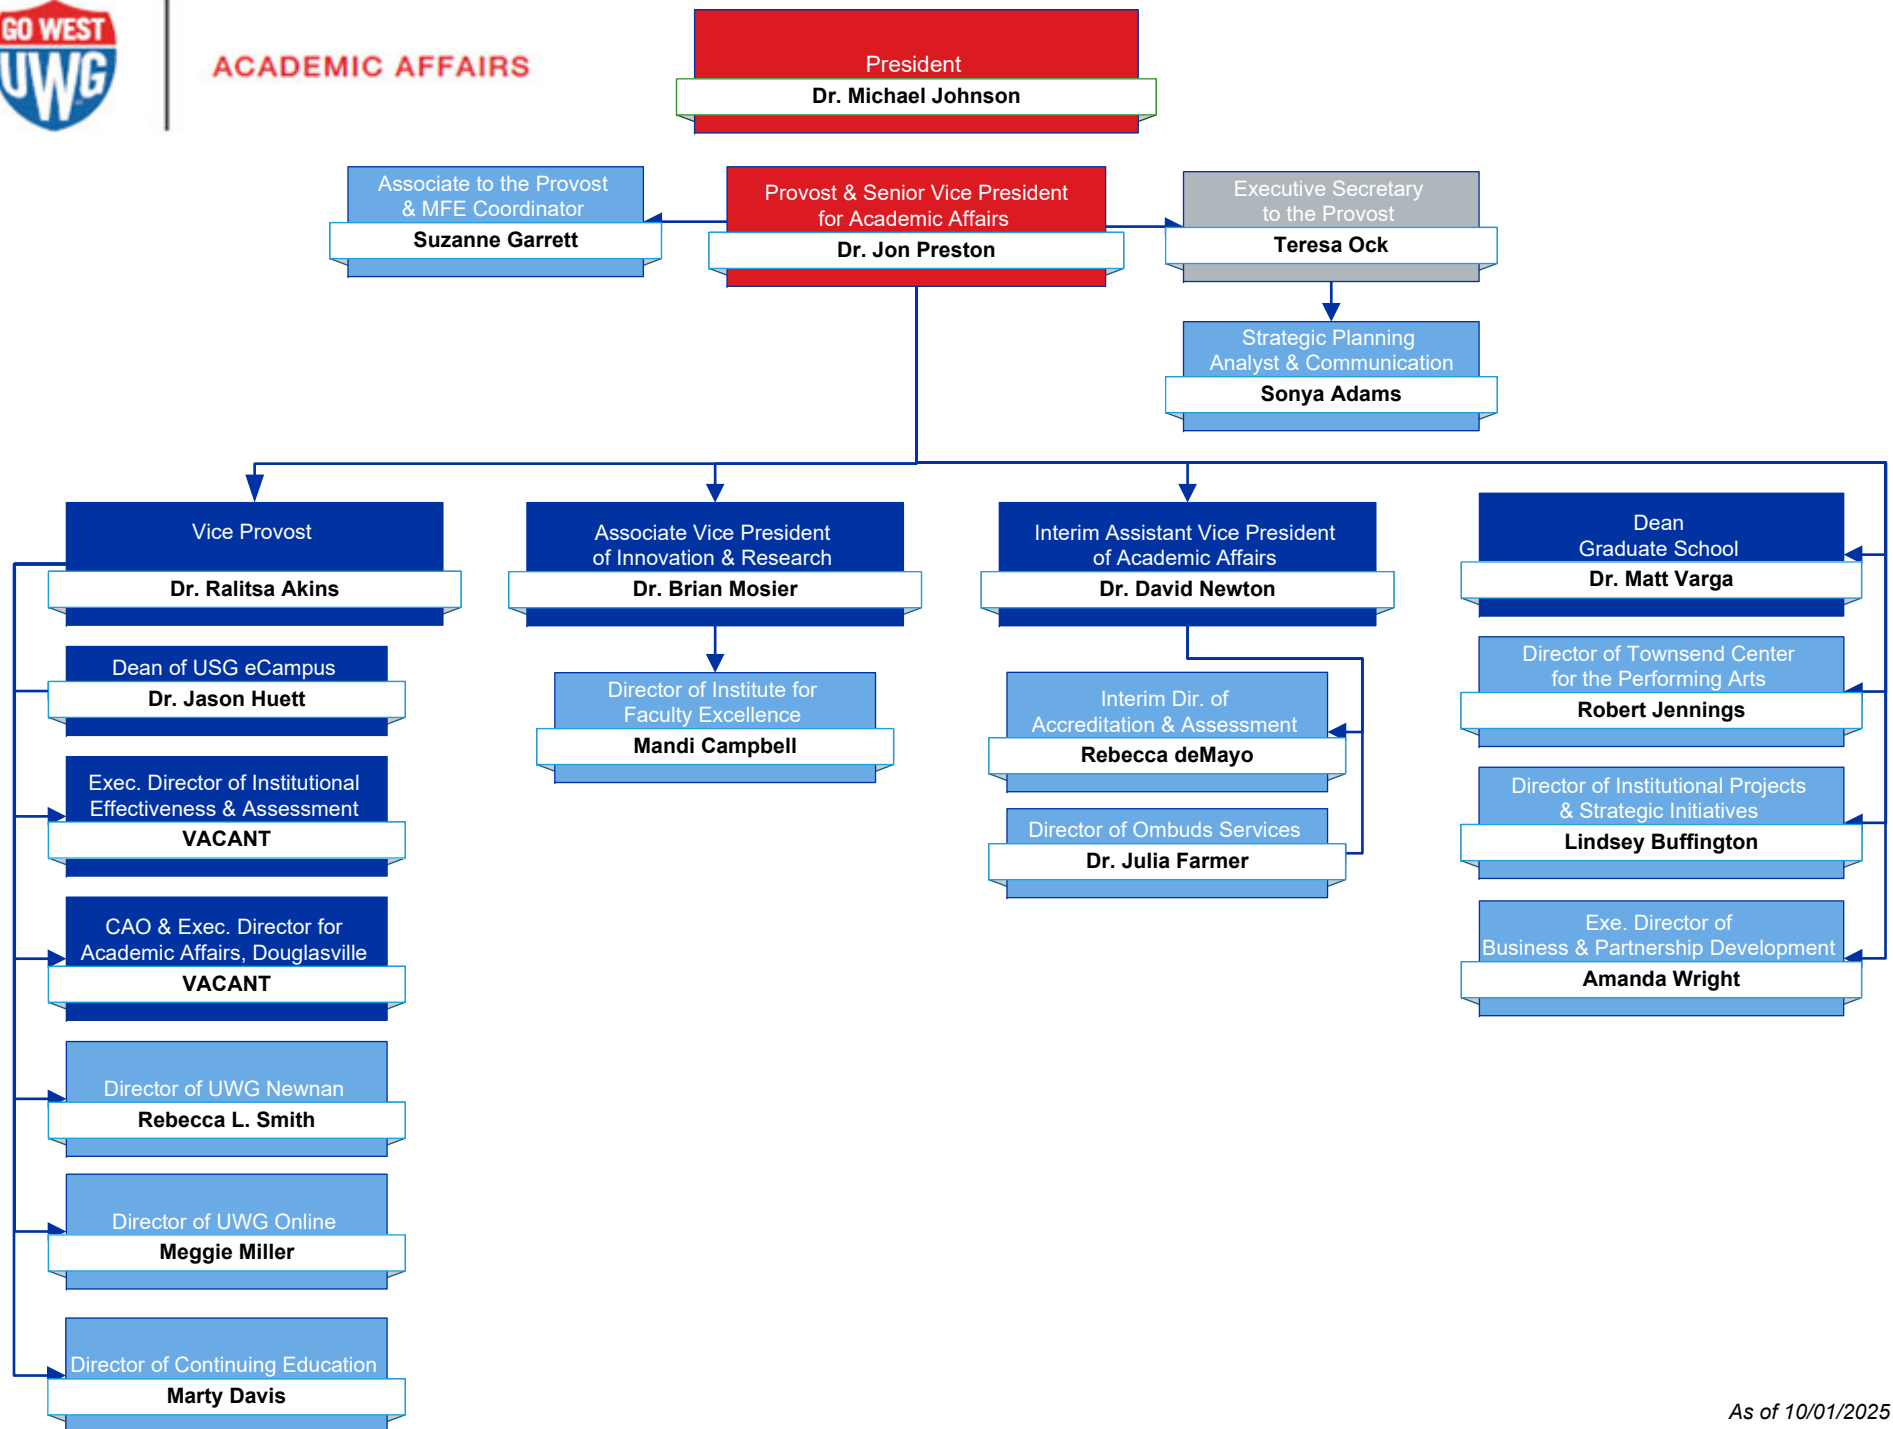 GO WEST
UWG
ACADEMIC AFFAIRS
President
Dr. Michael Johnson
Associate to the Provost
& MFE Coordinator
Suzanne Garrett
Provost & Senior Vice President
for Academic Affairs
Dr. Jon Preston
Executive Secretary
to the Provost
Teresa Ock
Strategic Planning
Analyst & Communication
Sonya Adams
Vice Provost
Dr. Ralitsa Akins
Dean of USG eCampus
Dr. Jason Huett
Exec. Director of Institutional
Effectiveness & Assessment
VACANT
CAO & Exec. Director for
Academic Affairs, Douglasville
VACANT
Director of UWG Newnan
Rebecca L. Smith
Director of UWG Online
Meggie Miller
Director of Continuing Education
Marty Davis
Associate Vice President
of Innovation & Research
Dr. Brian Mosier
Director of Institute for
Faculty Excellence
Mandi Campbell
Interim Assistant Vice President
of Academic Affairs
Dr. David Newton
Interim Dir. of
Accreditation & Assessment
Rebecca deMayo
Director of Ombuds Services
Dr. Julia Farmer
Dean
Graduate School
Dr. Matt Varga
Director of Townsend Center
for the Performing Arts
Robert Jennings
Director of Institutional Projects
& Strategic Initiatives
Lindsey Buffington
Exe. Director of
Business & Partnership Development
Amanda Wright
As of 10/01/2025